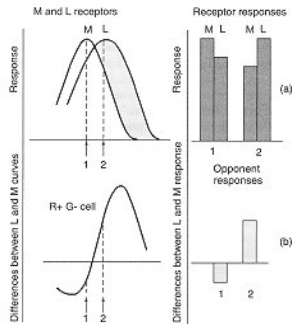 M and L receptors
Receptor responses
M L
M L M L
Response
Response
1 2
(a)
1 2
R+ G- cell
Opponent
responses
Differences between L and M curves
Differences between L and M response
(b)
1 2
1 2